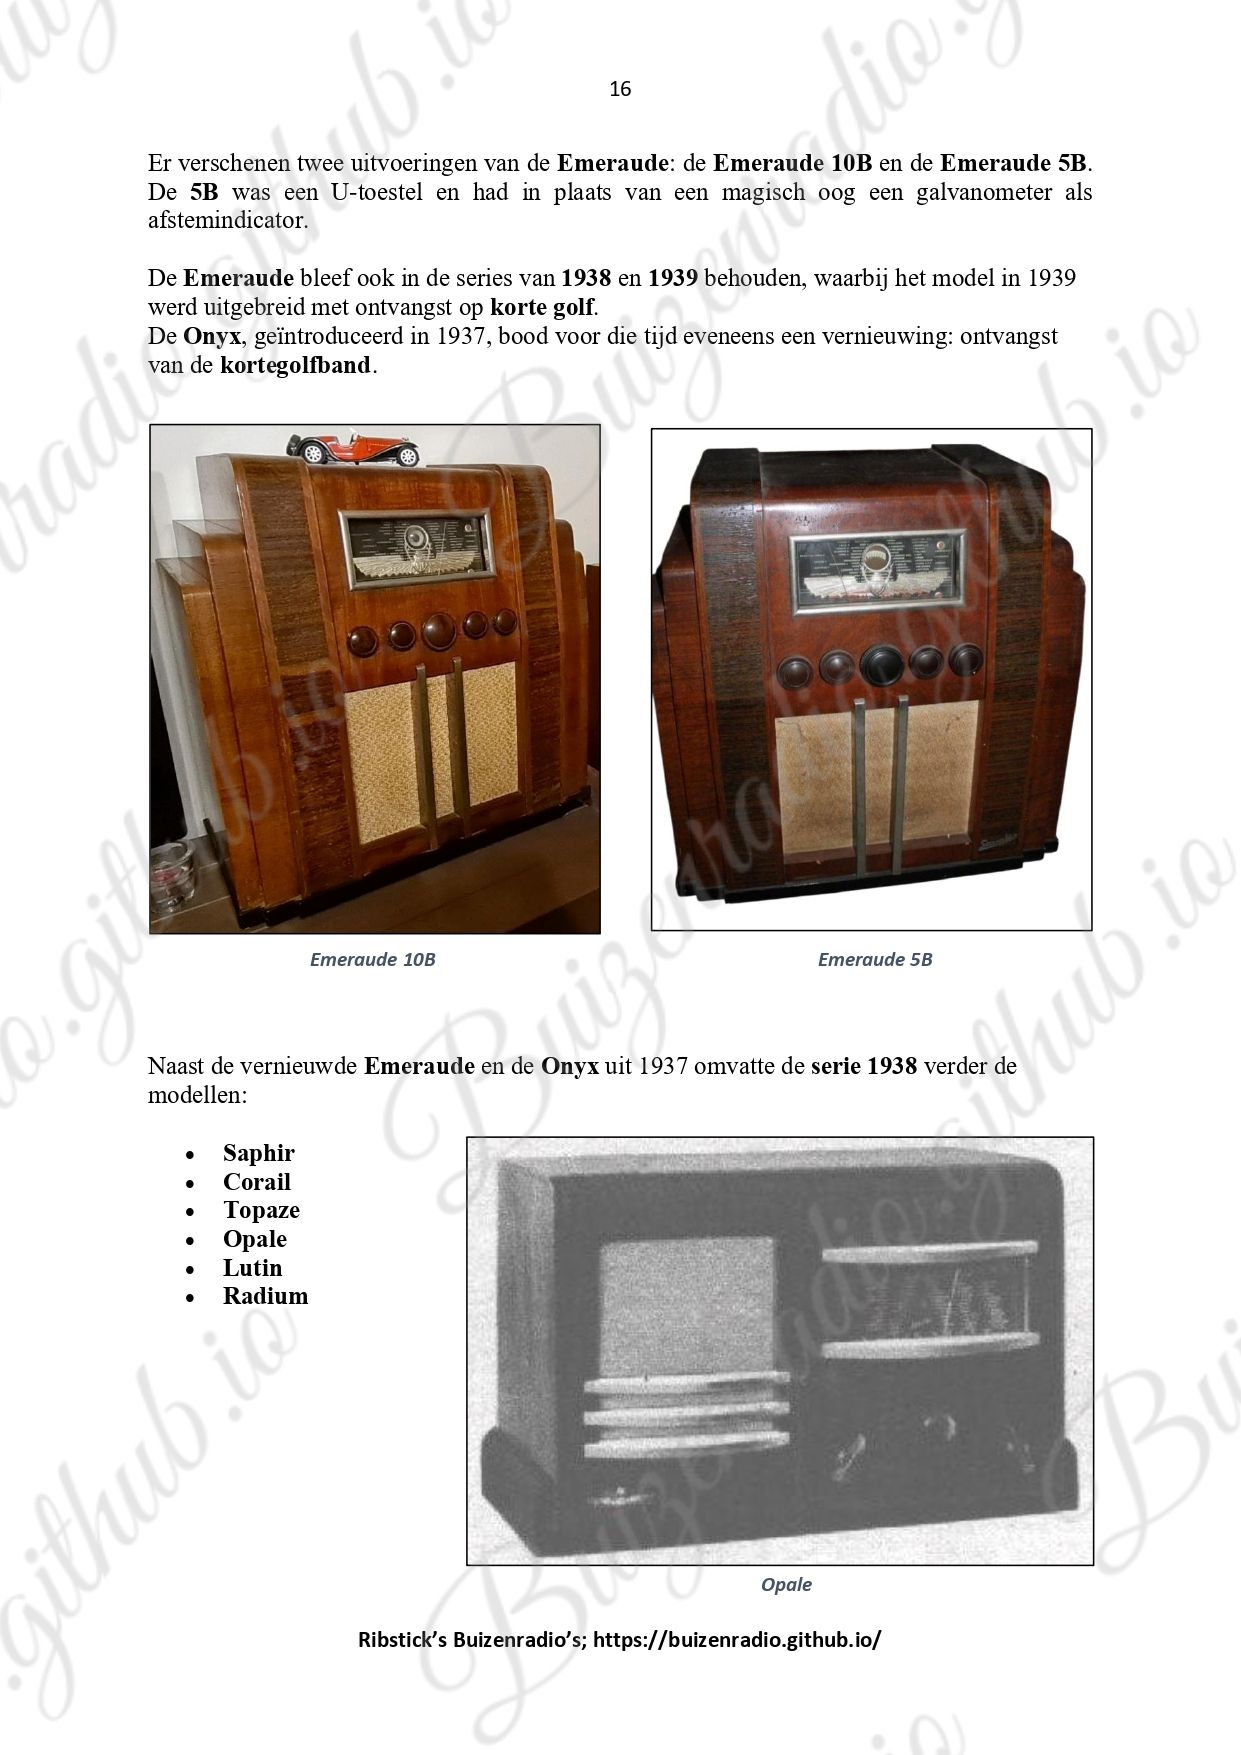 16
Er verschenen twee uitvoeringen van de Emeraude: de Emeraude 10B en de Emeraude 5B.
De 5B was een U-toestel en had in plaats van een magisch oog een galvanometer als
afstemindicator.
De Emeraude bleef ook in de series van 1938 en 1939 behouden, waarbij het model in 1939
werd uitgebreid met ontvangst op korte golf.
De Onyx, geïntroduceerd in 1937, bood voor die tijd eveneens een vernieuwing: ontvangst
van de kortegolfband.
Emeraude 10B
Emeraude 5B
Naast de vernieuwde Emeraude en de Onyx uit 1937 omvatte de serie 1938 verder de
modellen:
• Saphir
• Corail
• Topaze
• Opale
• Lutin
• Radium
Opale
Ribstick’s Buizenradio’s; https://buizenradio.github.io/
Buizenradio.github.io